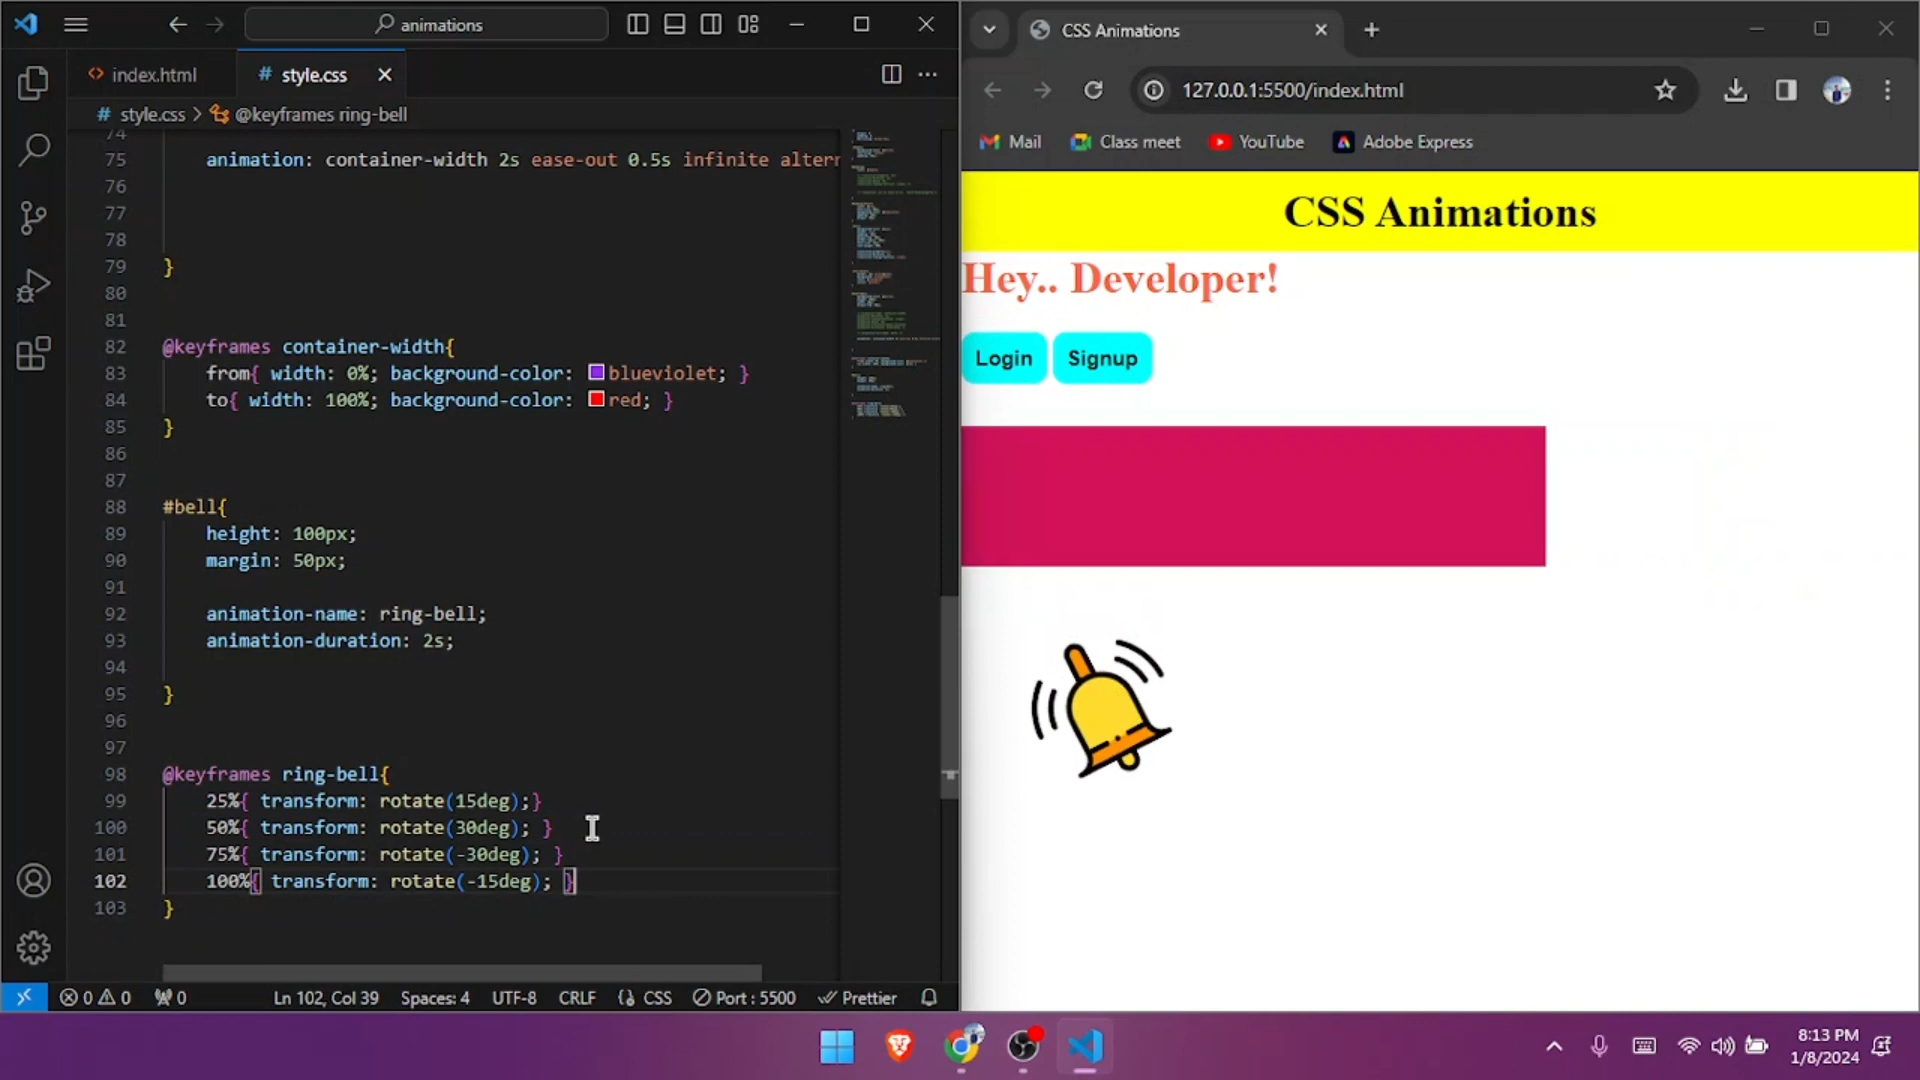 animations
index.html
# style.css
# style.css > @keyframes ring-bell
74
75 animation: container-width 2s ease-out 0.5s infinite altern
76
77
78
79 }
80
81
82 @keyframes container-width{
83 from{ width: 0%; background-color: blueviolet; }
84 to{ width: 100%; background-color: red; }
85 }
86
87
88 #bell{
89 height: 100px;
90 margin: 50px;
91
92 animation-name: ring-bell;
93 animation-duration: 2s;
94
95 }
96
97
98 @keyframes ring-bell{
99 25%{ transform: rotate(15deg);}
100 50%{ transform: rotate(30deg); }
101 75%{ transform: rotate(-30deg); }
102 100%{ transform: rotate(-15deg); }
103 }
0 0 0 Ln 102, Col 39 Spaces: 4 UTF-8 CRLF CSS Port : 5500 Prettier
CSS Animations
127.0.0.1:5500/index.html
Mail Class meet YouTube Adobe Express
CSS Animations
Hey.. Developer!
Login Signup
8:13 PM
1/8/2024